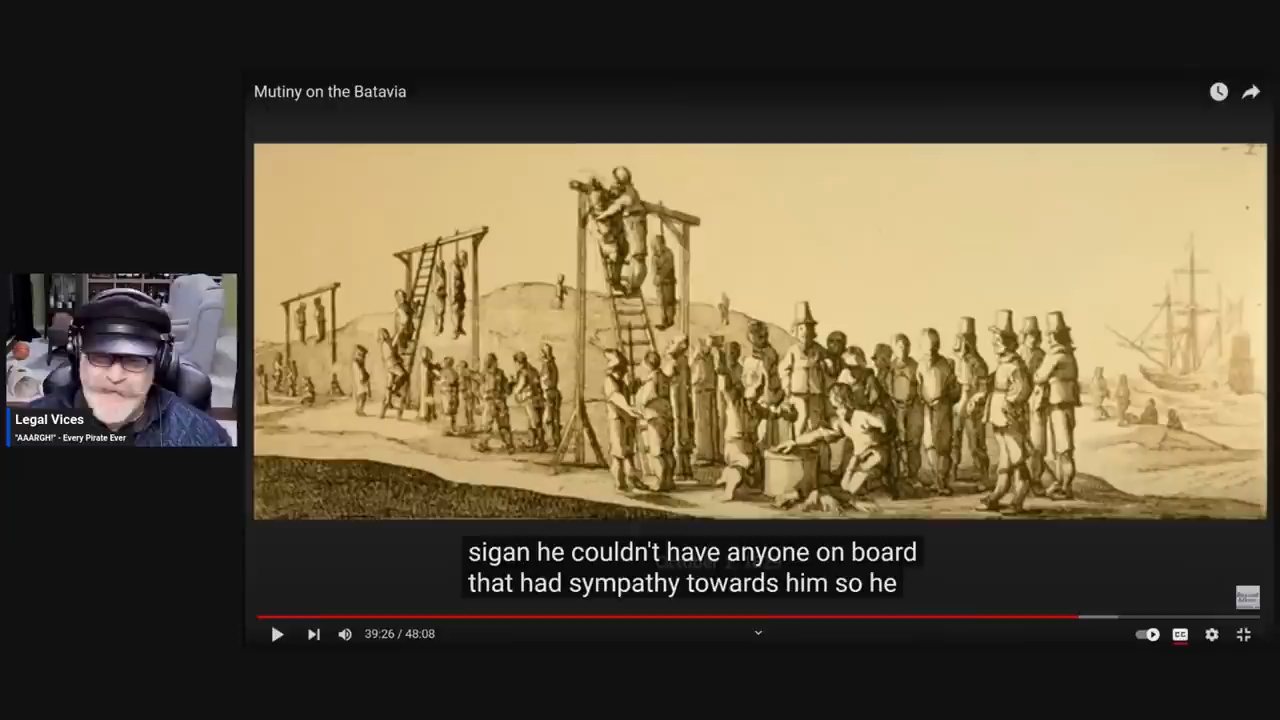 Mutiny on the Batavia
Legal Vices
"AAARGH!" - Every Pirate Ever
sigan he couldn't have anyone on board
that had sympathy towards him so he
39:26 / 48:08
CC